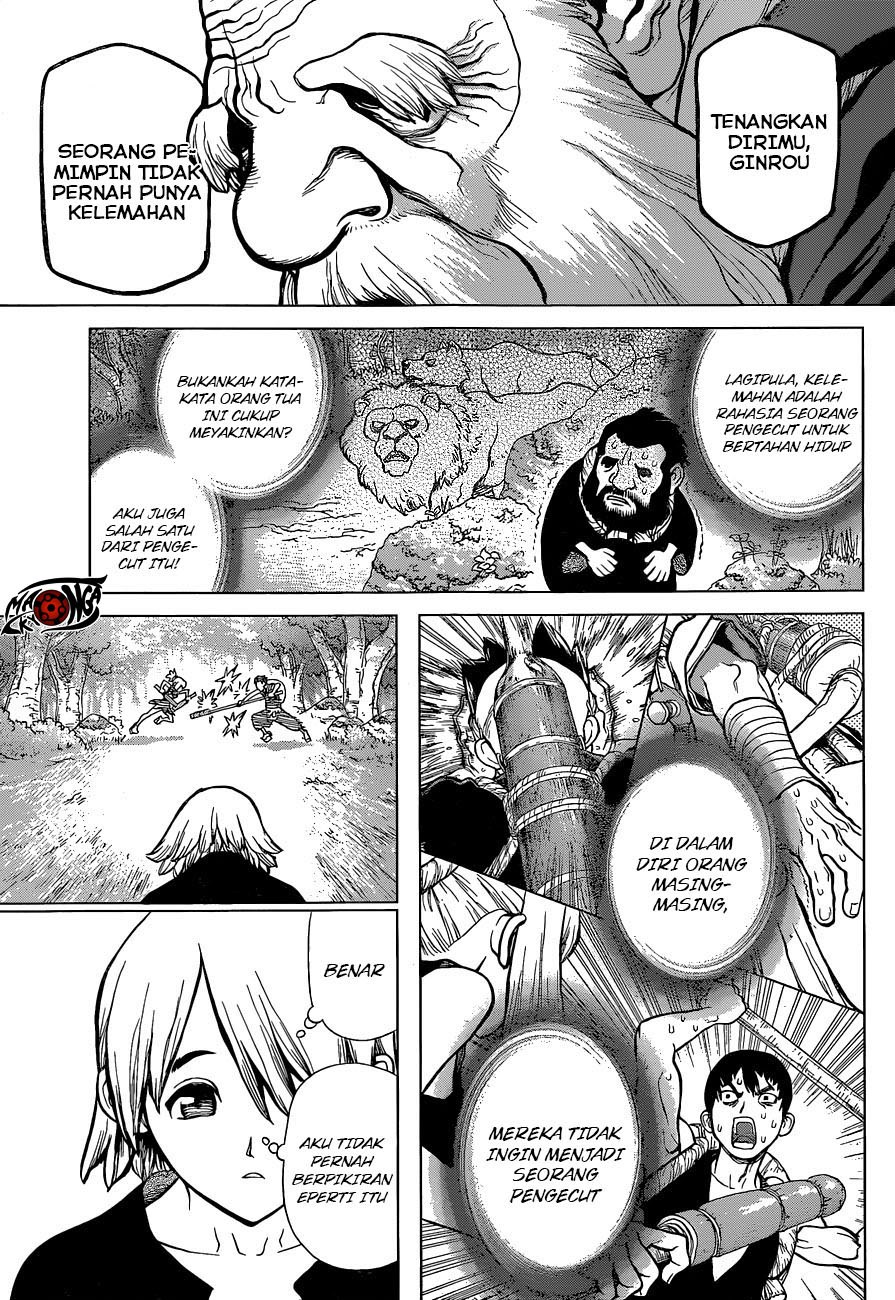 TENANGKAN
DIRIMU,
GINROU
SEORANG PE-
MIMPIN TIDAK
PERNAH PUNYA
KELEMAHAN
LAGIPULA, KELE-
MAHAN ADALAH
RAHASIA SEORANG
PENGECUT UNTUK
BERTAHAN HIDUP
BUKANKAH KATA-
KATA ORANG TUA
INI CUKUP
MEYAKINKAN?
AKU JUGA
SALAH SATU
DARI PENGE-
CUT ITU!
DI DALAM
DIRI ORANG
MASING-
MASING,
MEREKA TIDAK
INGIN MENJADI
SEORANG
PENGECUT
BENAR
AKU TIDAK
PERNAH
BERPIKIRAN
EPERTI ITU